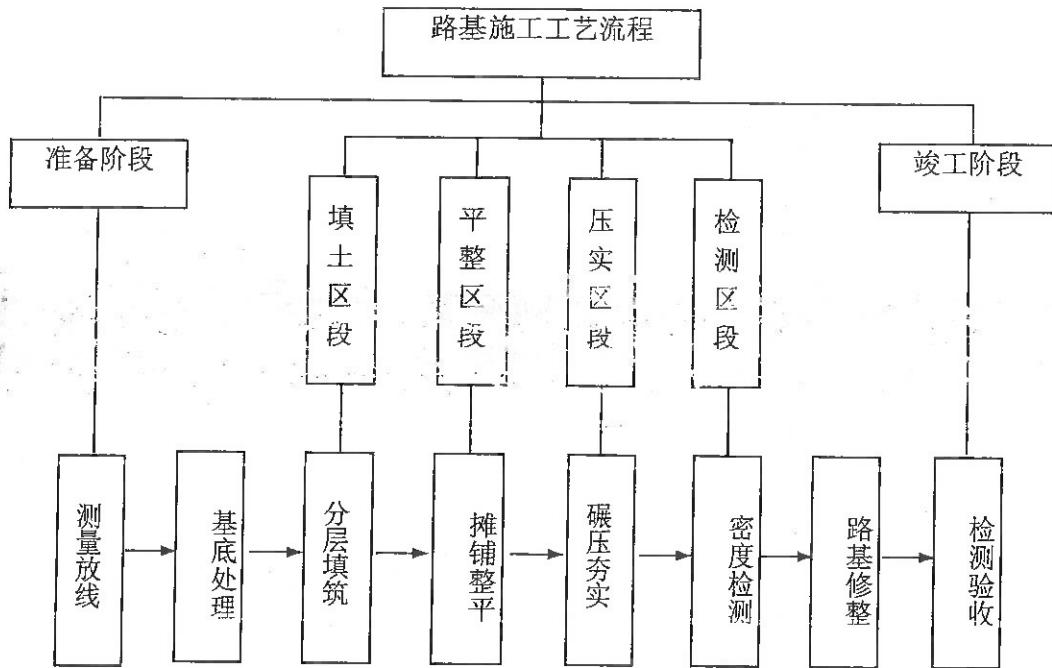 路基施工工艺流程
准备阶段
竣工阶段
填土区段
平整区段
压实区段
检测区段
测量放线
基底处理
分层填筑
摊铺整平
碾压夯实
密度检测
路基修整
检测验收